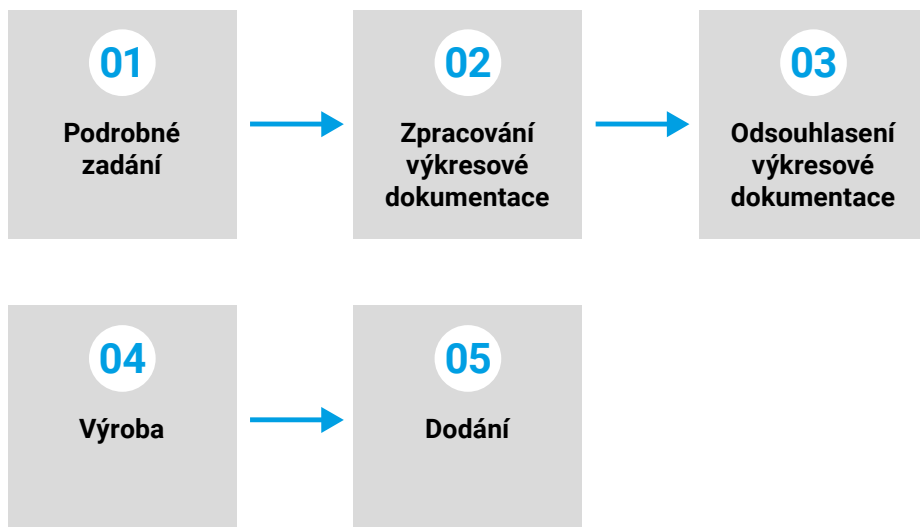 01
Podrobné
zadání
02
Zpracování
výkresové
dokumentace
03
Odsouhlasení
výkresové
dokumentace
04
Výroba
05
Dodání